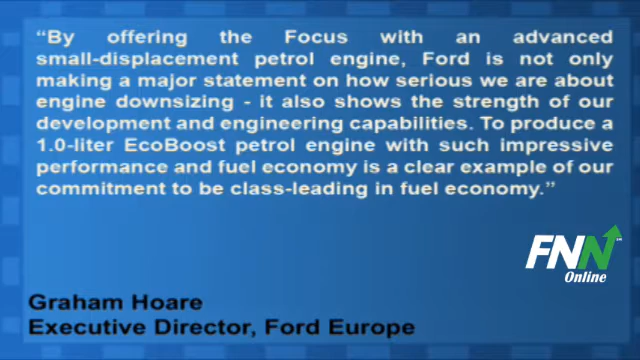 “By offering the Focus with an advanced
small-displacement petrol engine, Ford is not only
making a major statement on how serious we are about
engine downsizing - it also shows the strength of our
development and engineering capabilities. To produce a
1.0-liter EcoBoost petrol engine with such impressive
performance and fuel economy is a clear example of our
commitment to be class-leading in fuel economy.”
FNN
Online
Graham Hoare
Executive Director, Ford Europe